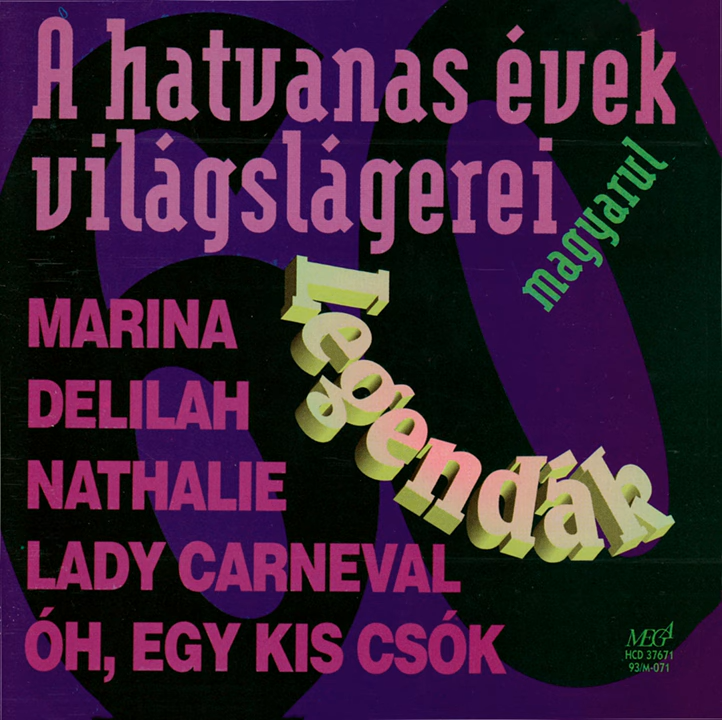 A hatvanas évek
világslágerei
magyarul
Legendák
MARINA
DELILAH
NATHALIE
LADY CARNEVAL
ÓH, EGY KIS CSÓK
MEGA
HCD 37671
93/M-071